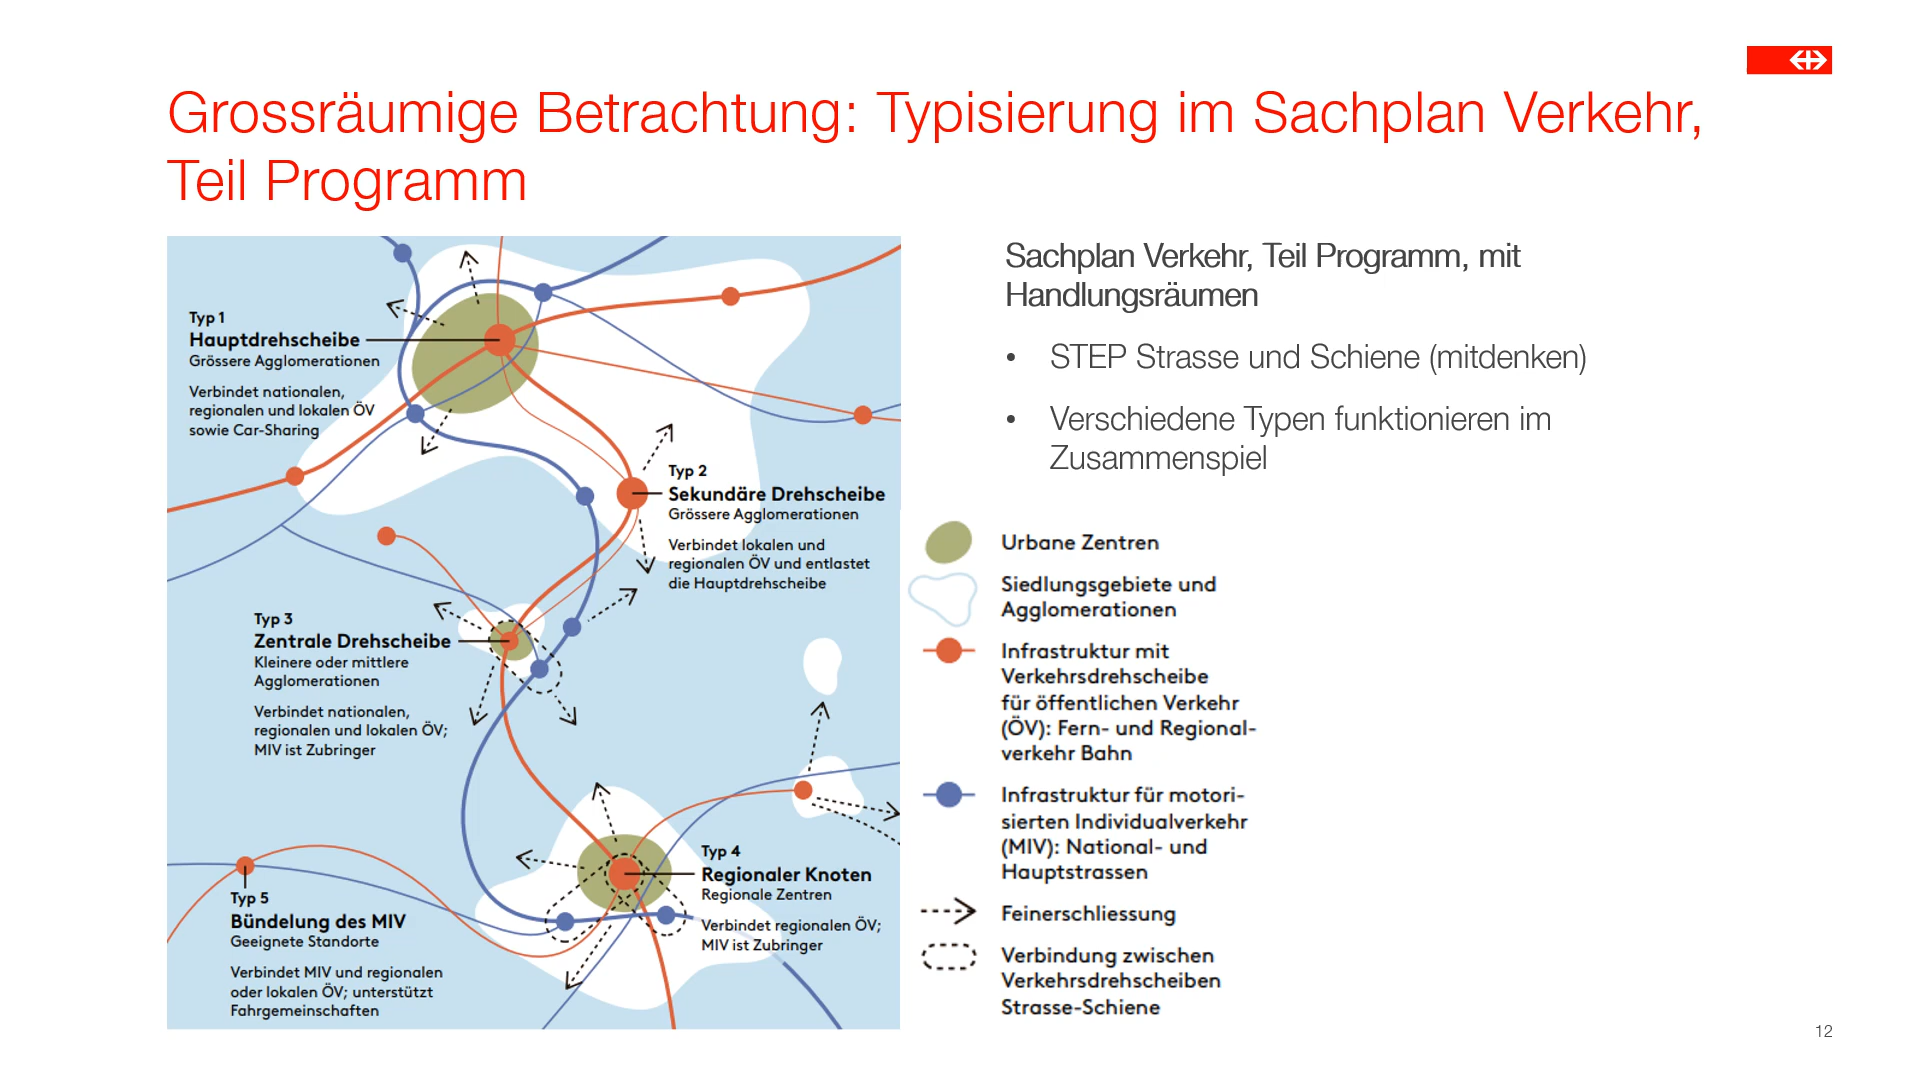 Grossräumige Betrachtung: Typisierung im Sachplan Verkehr,
Teil Programm
Typ 1
Hauptdrehscheibe
Grössere Agglomerationen
Verbindet nationalen,
regionalen und lokalen ÖV
sowie Car-Sharing
Typ 2
Sekundäre Drehscheibe
Grössere Agglomerationen
Verbindet lokalen und
regionalen ÖV und entlastet
die Hauptdrehscheibe
Typ 3
Zentrale Drehscheibe
Kleinere oder mittlere
Agglomerationen
Verbindet nationalen,
regionalen und lokalen ÖV;
MIV ist Zubringer
Typ 4
Regionaler Knoten
Regionale Zentren
Verbindet regionalen ÖV;
MIV ist Zubringer
Typ 5
Bündelung des MIV
Geeignete Standorte
Verbindet MIV und regionalen
oder lokalen ÖV; unterstützt
Fahrgemeinschaften
Sachplan Verkehr, Teil Programm, mit
Handlungsräumen
• STEP Strasse und Schiene (mitdenken)
• Verschiedene Typen funktionieren im
Zusammenspiel
Urbane Zentren
Siedlungsgebiete und
Agglomerationen
Infrastruktur mit
Verkehrsdrehscheibe
für öffentlichen Verkehr
(ÖV): Fern- und Regional-
verkehr Bahn
Infrastruktur für motori-
sierten Individualverkehr
(MIV): National- und
Hauptstrassen
Feinerschliessung
Verbindung zwischen
Verkehrsdrehscheiben
Strasse-Schiene
12